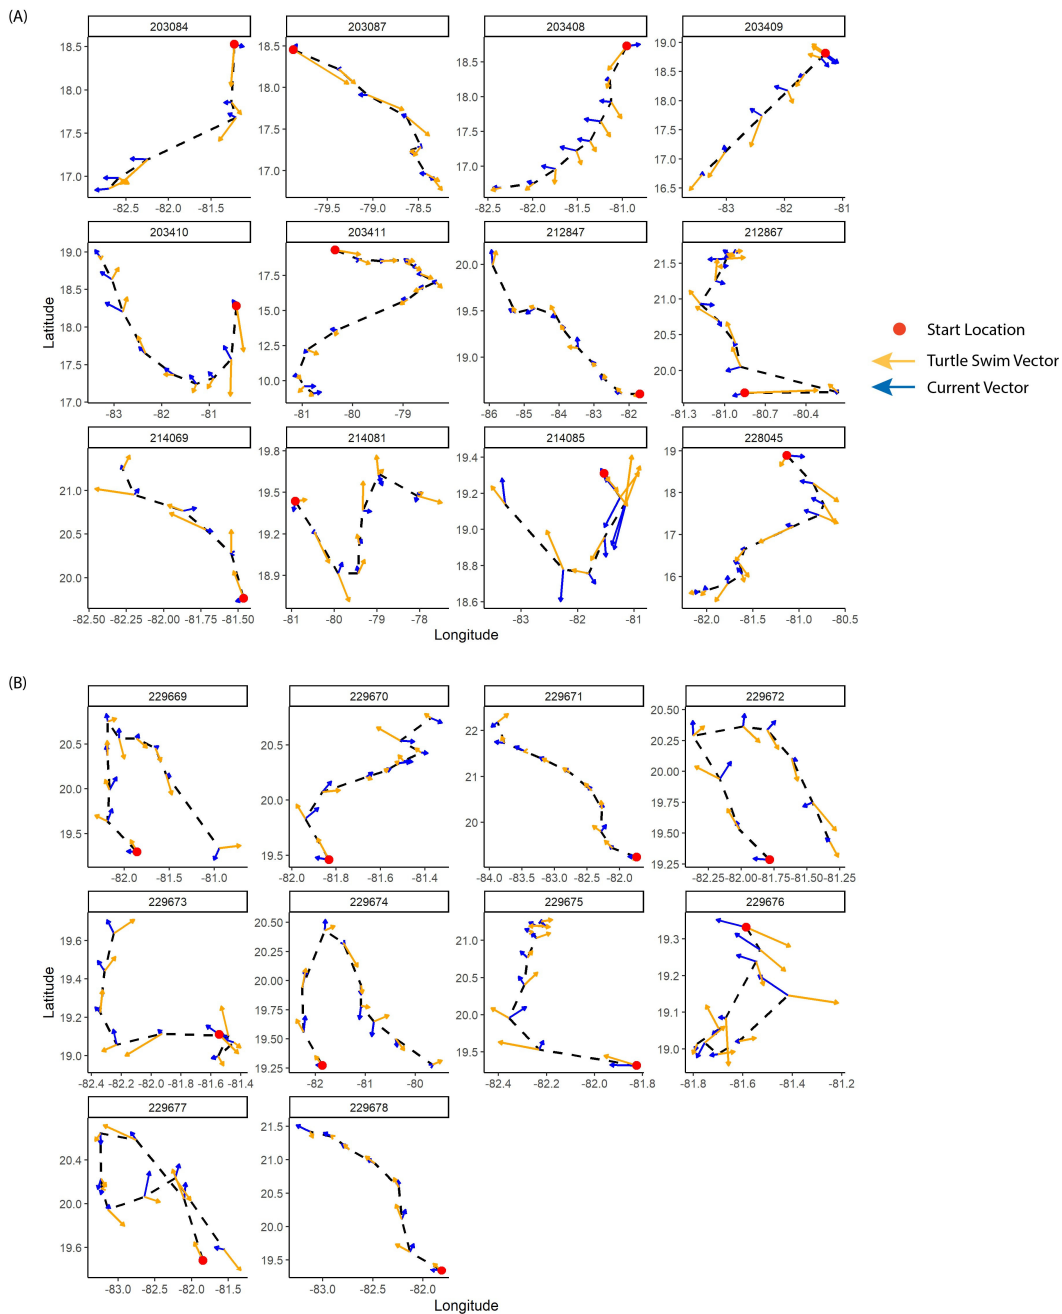 (A)
203084 203087 203408 203409
18.5 18.0 17.5 17.0
-82.5 -82.0 -81.5
18.5 18.0 17.5 17.0
-79.5 -79.0 -78.5
18.5 18.0 17.5 17.0 16.5
-82.5 -82.0 -81.5 -81.0
19.0 18.5 18.0 17.5 17.0 16.5
-83 -82 -81
203410 203411 212847 212867
19.0 18.5 18.0 17.5 17.0
-83 -82 -81
17.5 15.0 12.5 10.0
-81 -80 -79
20.0 19.5 19.0
-86 -85 -84 -83 -82
21.5 21.0 20.5 20.0
-81.3 -81.0 -80.7 -80.4
Latitude
Start Location
Turtle Swim Vector
Current Vector
214069 214081 214085 228045
21.0 20.5 20.0
-82.50 -82.25 -82.00 -81.75 -81.50
19.8 19.5 19.2 18.9
-81 -80 -79 -78
19.4 19.2 19.0 18.8 18.6
-83 -82 -81
19 18 17 16
-82.0 -81.5 -81.0 -80.5
Longitude
(B)
229669 229670 229671 229672
20.5 20.0 19.5
-82.0 -81.5 -81.0
20.5 20.0 19.5
-82.0 -81.8 -81.6 -81.4
22 21 20
-84.0 -83.5 -83.0 -82.5 -82.0
20.50 20.25 20.00 19.75 19.50 19.25
-82.25 -82.00 -81.75 -81.50 -81.25
229673 229674 229675 229676
19.6 19.4 19.2 19.0
-82.4 -82.2 -82.0 -81.8 -81.6 -81.4
20.50 20.25 20.00 19.75 19.50 19.25
-82 -81 -80
21.0 20.5 20.0 19.5
-82.4 -82.2 -82.0 -81.8
19.3 19.2 19.1 19.0
-81.8 -81.6 -81.4 -81.2
Latitude
229677 229678
20.4 20.0 19.6
-83.0 -82.5 -82.0 -81.5
21.5 21.0 20.5 20.0 19.5
-83.0 -82.5 -82.0
Longitude